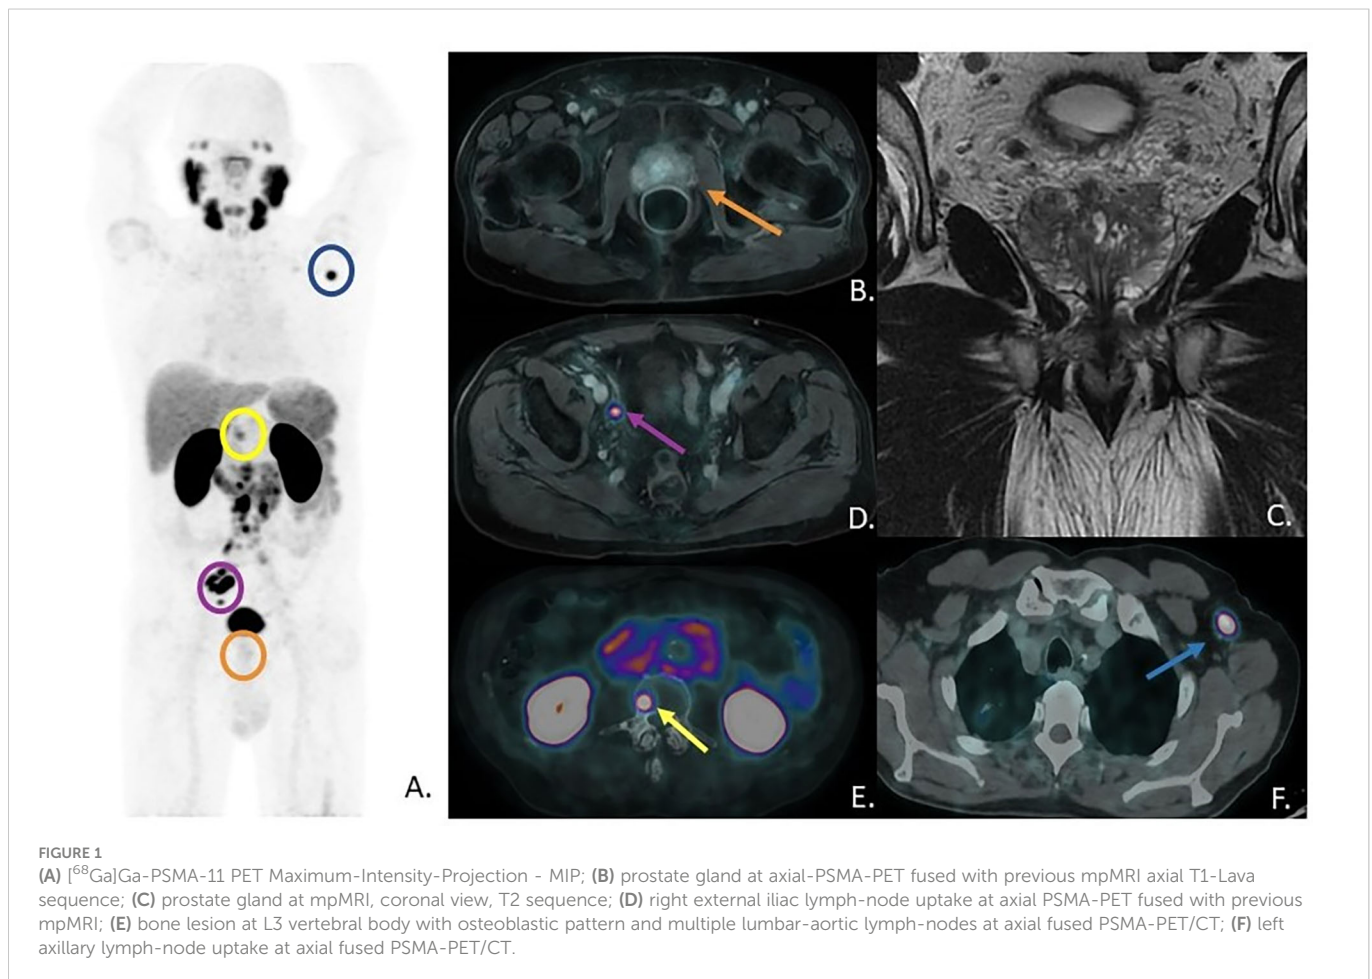 A.
B.
C.
D.
E.
F.
FIGURE 1
(A) [⁶⁸Ga]Ga-PSMA-11 PET Maximum-Intensity-Projection - MIP; (B) prostate gland at axial-PSMA-PET fused with previous mpMRI axial T1-Lava
sequence; (C) prostate gland at mpMRI, coronal view, T2 sequence; (D) right external iliac lymph-node uptake at axial PSMA-PET fused with previous
mpMRI; (E) bone lesion at L3 vertebral body with osteoblastic pattern and multiple lumbar-aortic lymph-nodes at axial fused PSMA-PET/CT; (F) left
axillary lymph-node uptake at axial fused PSMA-PET/CT.